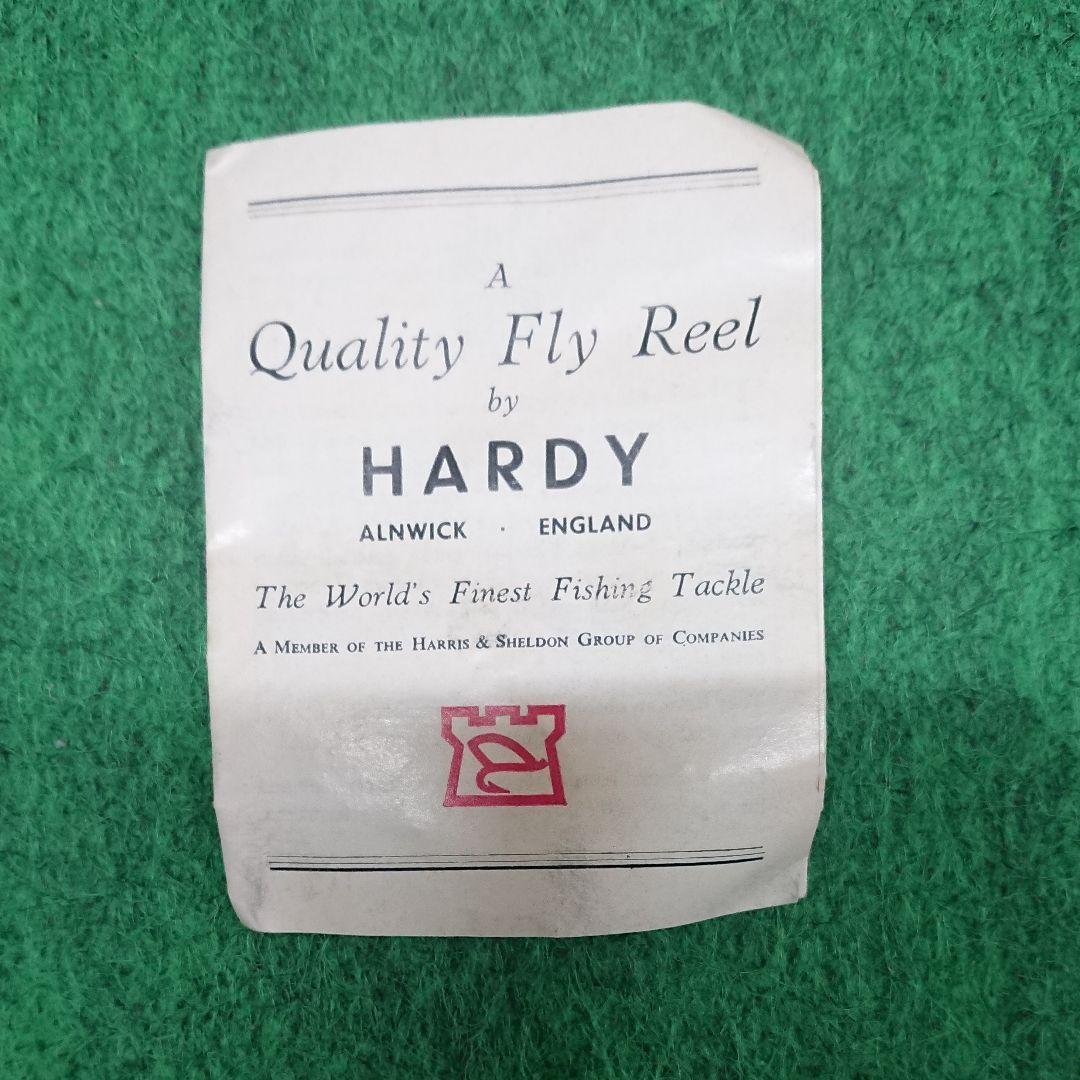 A
Quality Fly Reel
by
HARDY
ALNWICK · ENGLAND
The World's Finest Fishing Tackle
A MEMBER OF THE HARRIS & SHELDON GROUP OF COMPANIES